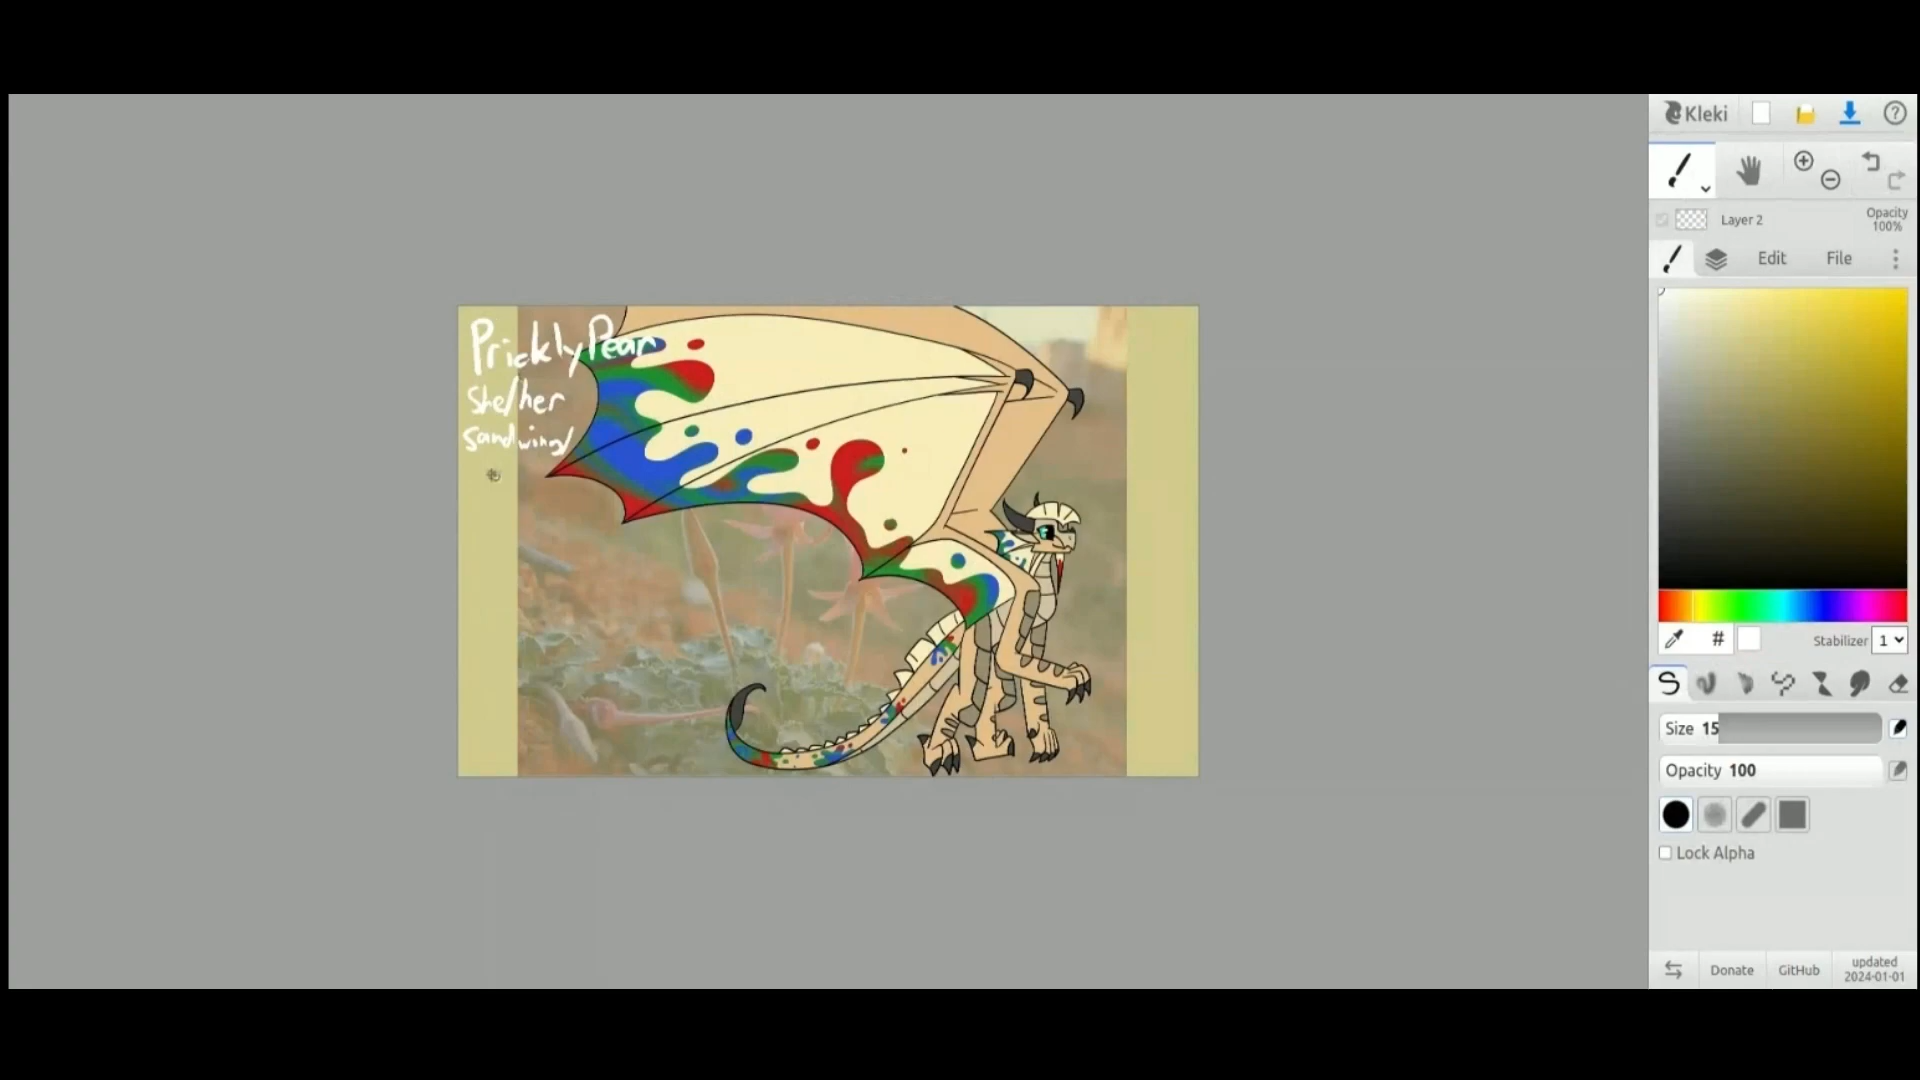 Kleki
Layer 2
Opacity
100%
Edit
File
PricklyPear
She/her
Sandwing/
#
Stabilizer 1
Size 15
Opacity 100
Lock Alpha
Donate
GitHub
updated
2024-01-01